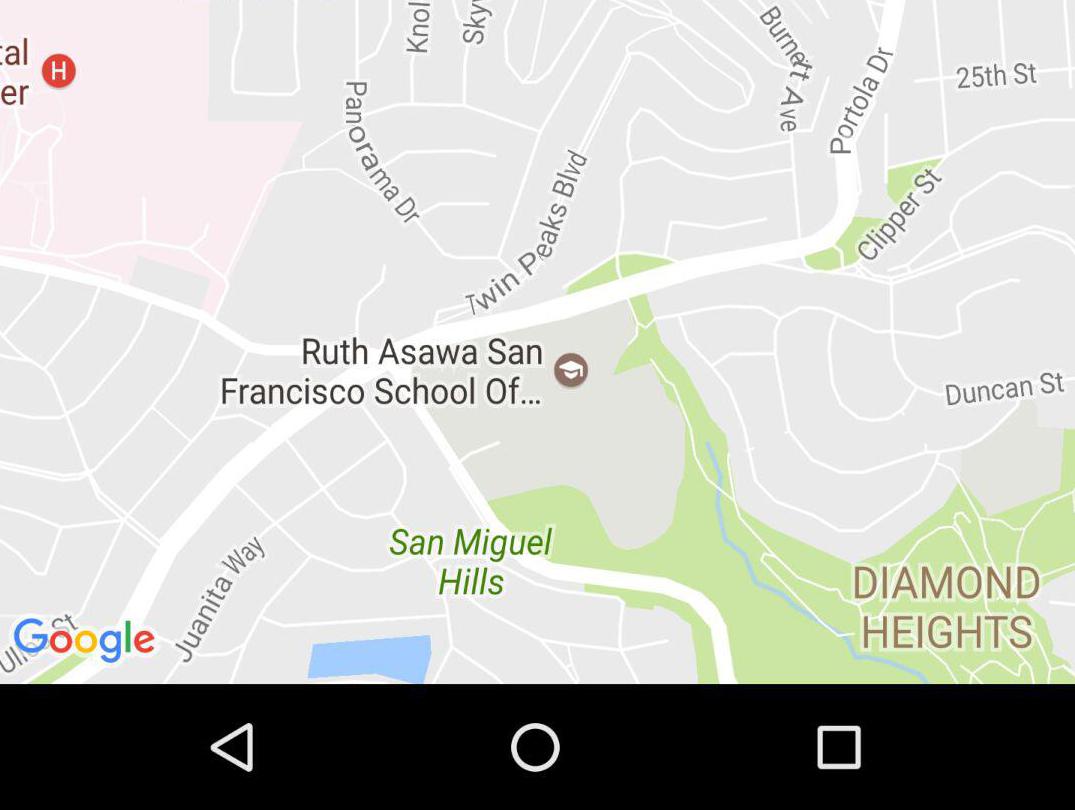 Knol
Sky
Burnett Ave
Portola Dr
tal
er
H
25th St
Panorama Dr
Twin Peaks Blvd
Clipper St
Ruth Asawa San
Francisco School Of...
Duncan St
San Miguel
Hills
Juanita Way
DIAMOND
HEIGHTS
St
Google